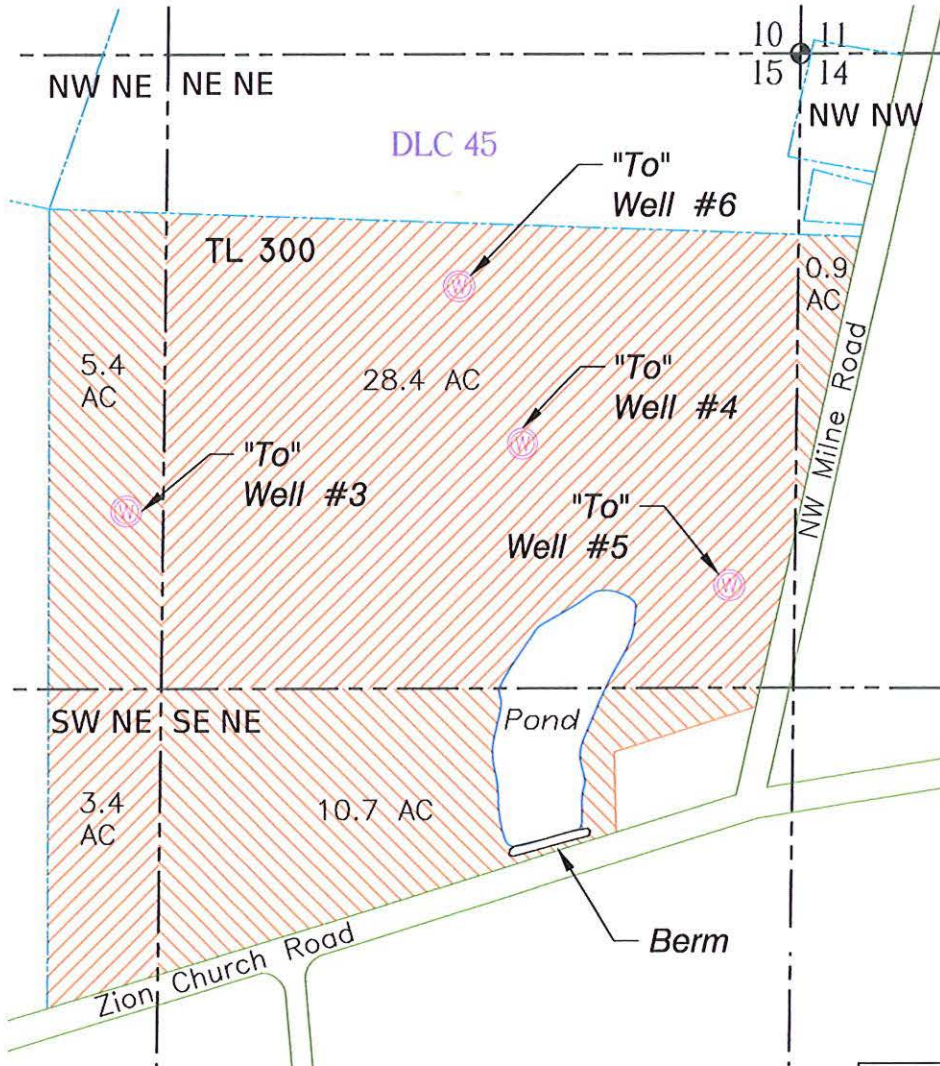 10 11
15 14
NW NE
NE NE
NW NW
DLC 45
"To"
Well #6
TL 300
0.9
AC
5.4
AC
28.4 AC
"To"
Well #4
"To"
Well #3
"To"
Well #5
NW Milne Road
W
W
W
W
SW NE
SE NE
Pond
3.4
AC
10.7 AC
Berm
Zion Church Road